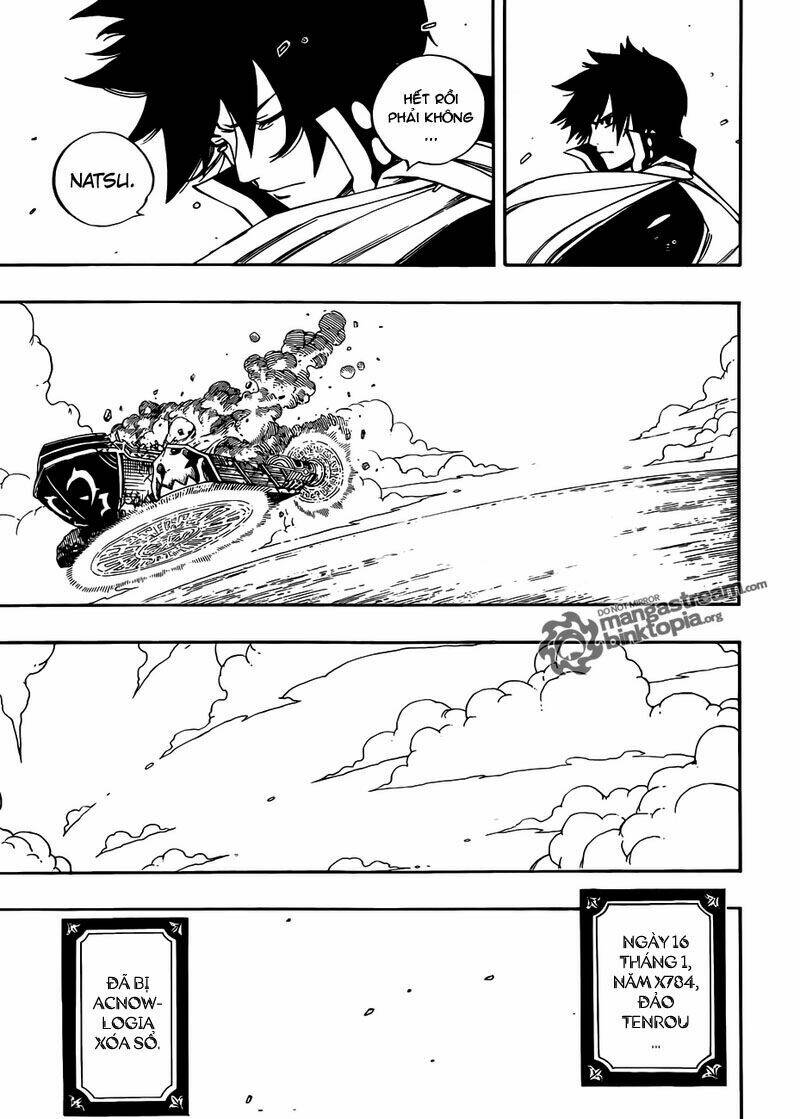 HẾT RỒI
PHẢI KHÔNG
...
NATSU.
DO NOT MIRROR
mangastream.com
binktopia.org
NGÀY 16
THÁNG 1,
NĂM X784,
ĐẢO
TENROU
...
ĐÃ BỊ
ACNOW-
LOGIA
XÓA SỔ.